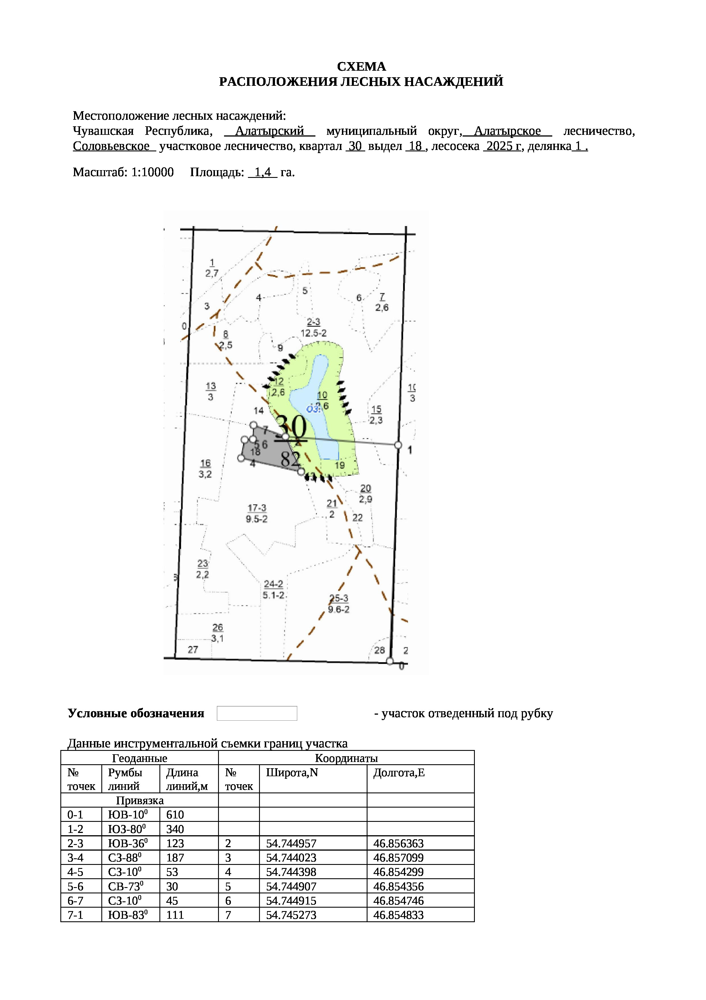 СХЕМА
РАСПОЛОЖЕНИЯ ЛЕСНЫХ НАСАЖДЕНИЙ
Местоположение лесных насаждений:
Чувашская Республика, Алатырский муниципальный округ, Алатырское лесничество,
Соловьевское участковое лесничество, квартал 30 выдел 18 , лесосека 2025 г, делянка 1 .
Масштаб: 1:10000 Площадь: 1,4 га.
1
2,7
3
4
5
6
7
2,6
0
2-3
12.5-2
8
2,5
9
12
2,6
13
3
10
2,6
оз.
10
3
14
15
2,3
30
82
7
5 6
18
4
1
16
3,2
19
20
2,9
17-3
9.5-2
21
2
22
23
2,2
24-2
5.1-2
25-3
9.6-2
26
3,1
27
28
2
0
Условные обозначения - участок отведенный под рубку
Данные инструментальной съемки границ участка
Геоданные Координаты
№ точек Румбы линий Длина линий,м № точек Широта,N Долгота,E
Привязка
0-1 ЮВ-10⁰ 610
1-2 ЮЗ-80⁰ 340
2-3 ЮВ-36⁰ 123 2 54.744957 46.856363
3-4 СЗ-88⁰ 187 3 54.744023 46.857099
4-5 СЗ-10⁰ 53 4 54.744398 46.854299
5-6 СВ-73⁰ 30 5 54.744907 46.854356
6-7 СЗ-10⁰ 45 6 54.744915 46.854746
7-1 ЮВ-83⁰ 111 7 54.745273 46.854833